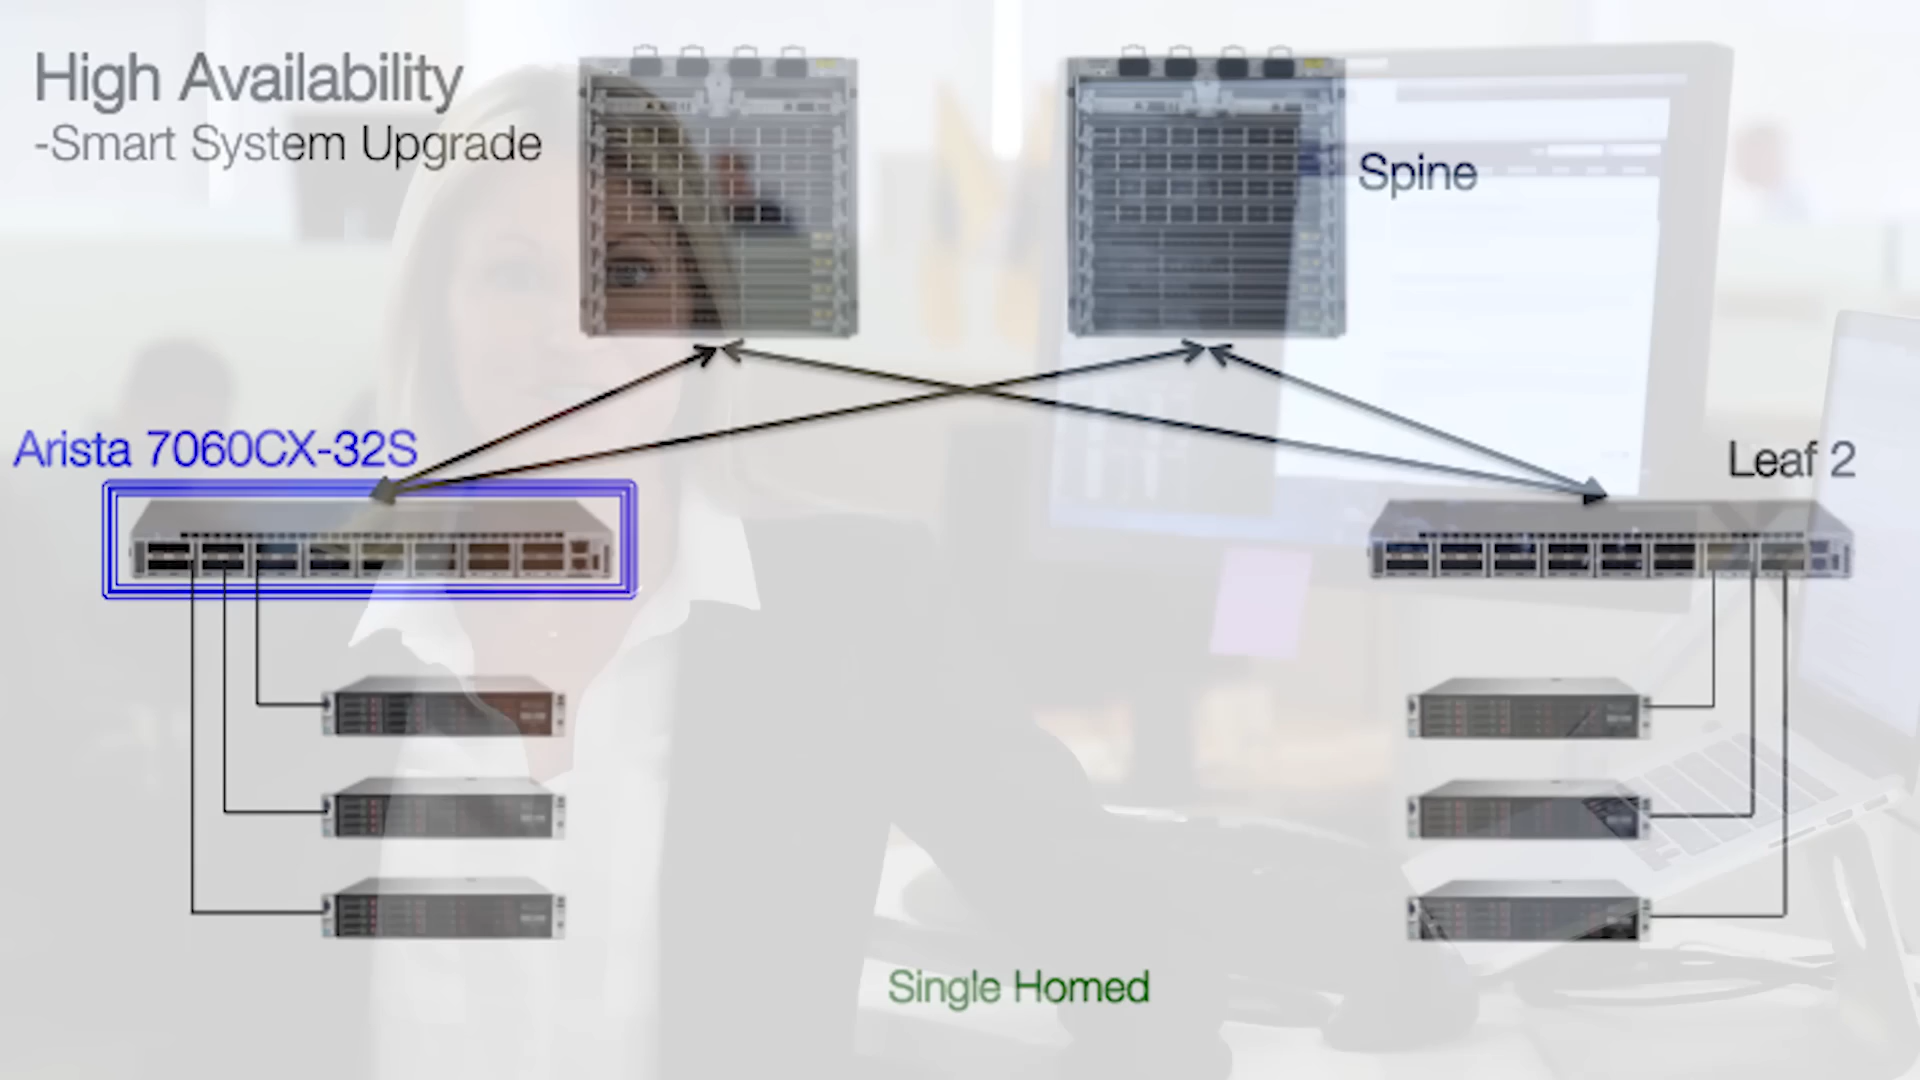 High Availability
-Smart System Upgrade
Spine
Arista 7060CX-32S
Leaf 2
Single Homed